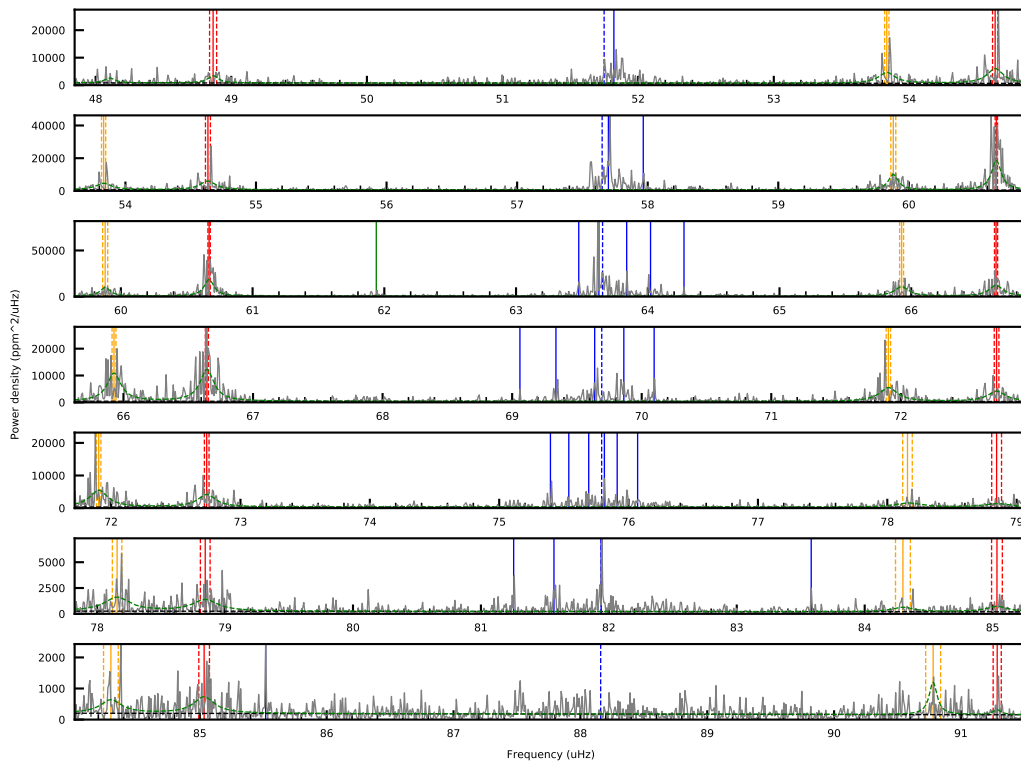 20000
10000
0
48 49 50 51 52 53 54
40000
20000
0
54 55 56 57 58 59 60
50000
0
60 61 62 63 64 65 66
20000
10000
0
66 67 68 69 70 71 72
20000
10000
0
72 73 74 75 76 77 78 79
5000
2500
0
78 79 80 81 82 83 84 85
2000
1000
0
85 86 87 88 89 90 91
Power density (ppm^2/uHz)
Frequency (uHz)